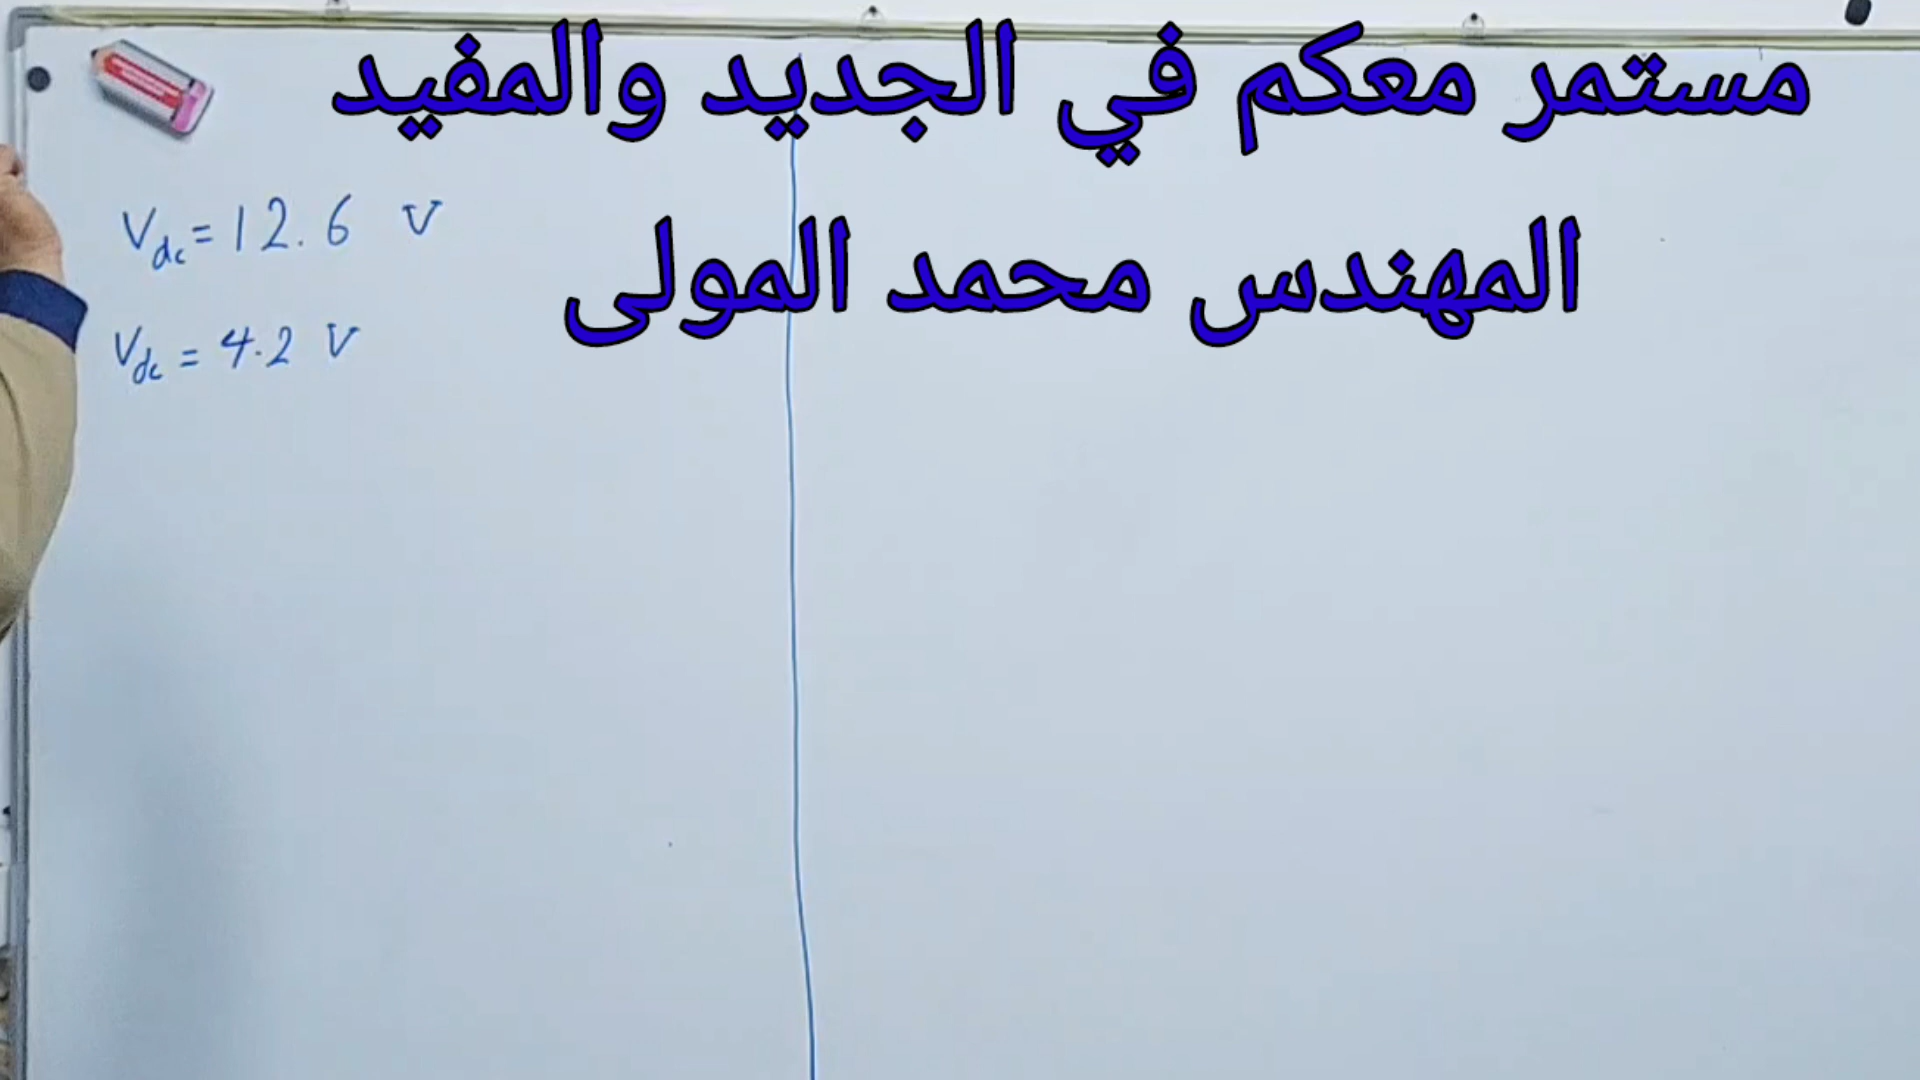 مستمر معكم في الجديد والمفيد
المهندس محمد المولى
Vdc = 12.6 V
Vdc = 4.2 V